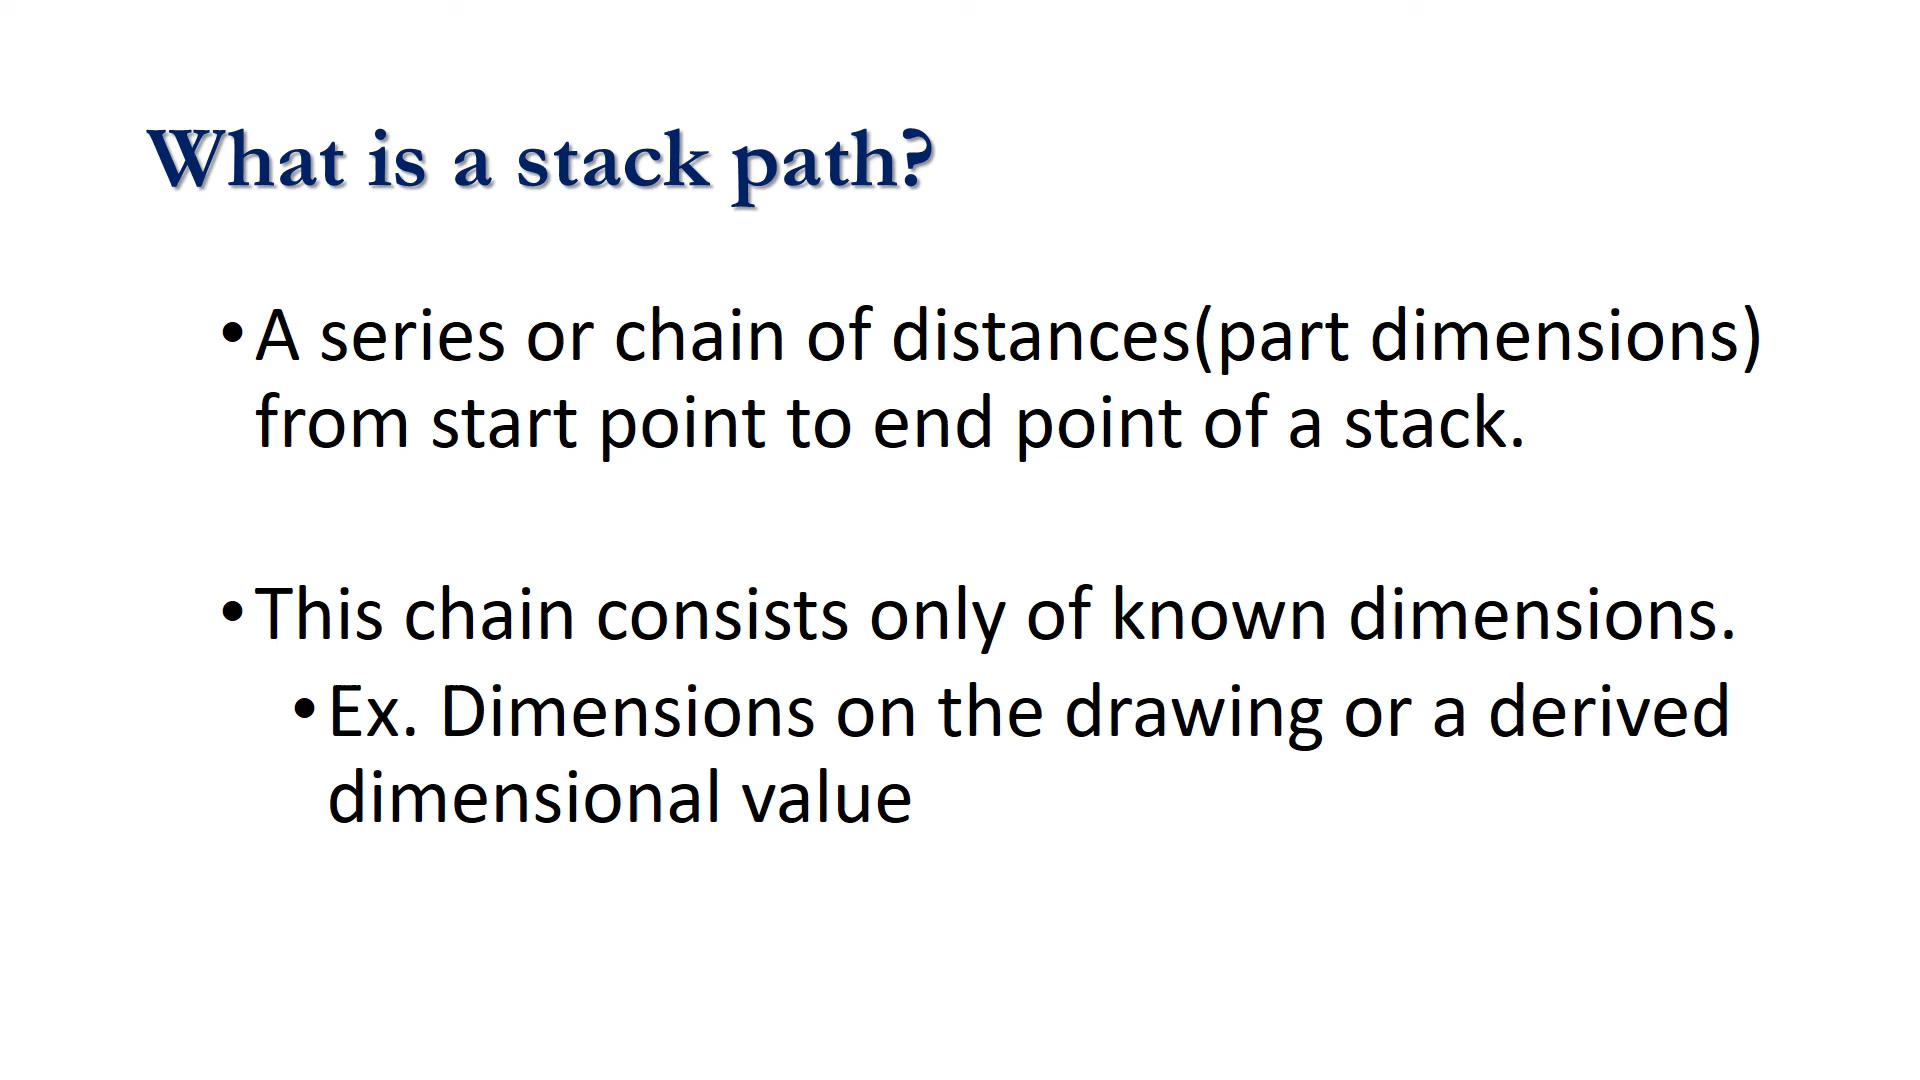 What is a stack path?
•A series or chain of distances(part dimensions)
from start point to end point of a stack.
•This chain consists only of known dimensions.
•Ex. Dimensions on the drawing or a derived
dimensional value